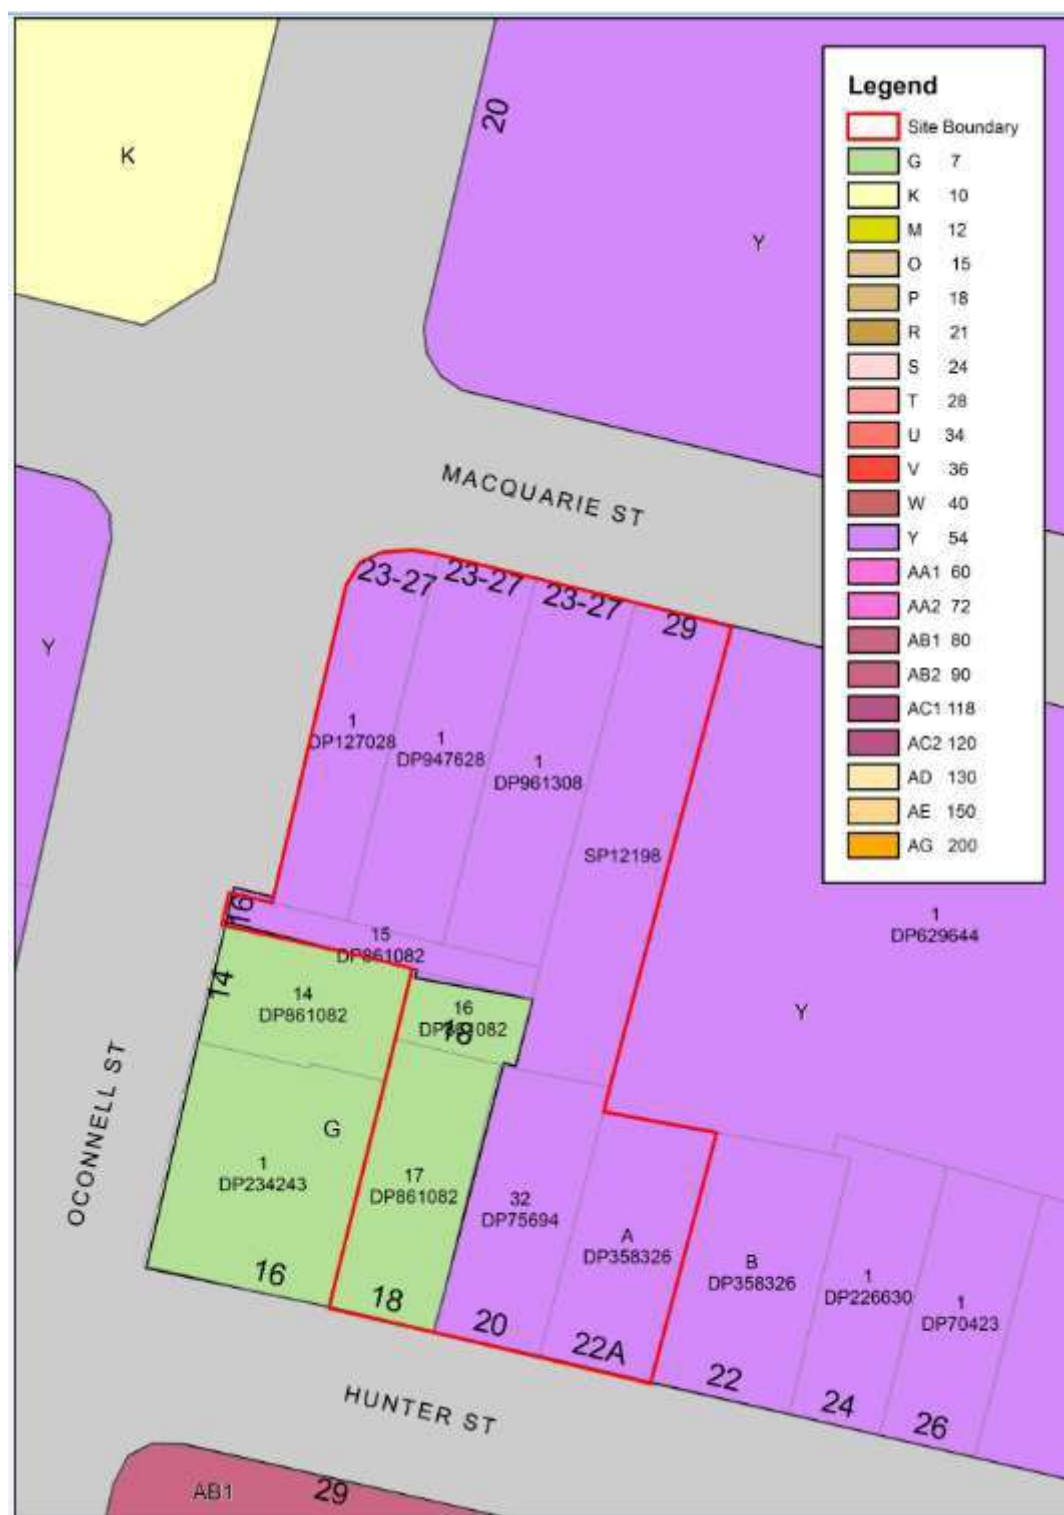 Legend
Site Boundary
G 7
K 10
M 12
O 15
P 18
R 21
S 24
T 28
U 34
V 36
W 40
Y 54
AA1 60
AA2 72
AB1 80
AB2 90
AC1 118
AC2 120
AD 130
AE 150
AG 200
K
20
Y
MACQUARIE ST
23-27
23-27
23-27
29
Y
1
DP127028
1
DP947628
1
DP961308
SP12198
1
DP629644
16
15
DP861082
14
14
DP861082
16
DP861082
18
Y
OCONNELL ST
G
1
DP234243
17
DP861082
32
DP75694
A
DP358326
B
DP358326
1
DP226630
1
DP70423
16
18
20
22A
22
24
26
HUNTER ST
AB1
29